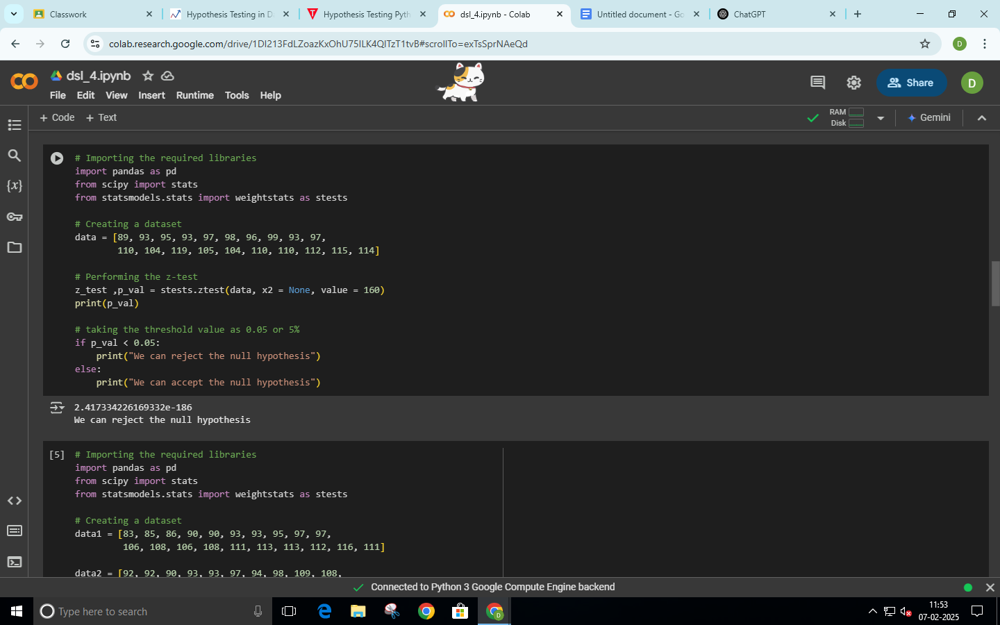 Classwork
Hypothesis Testing in D
Hypothesis Testing Pyth
dsl_4.ipynb - Colab
Untitled document - Go
ChatGPT
colab.research.google.com/drive/1DI213FdLZoazKxOhU75ILK4QITzT1tvB#scrollTo=exTsSprNAeQd
D
dsl_4.ipynb
File Edit View Insert Runtime Tools Help
Share
D
+ Code + Text
RAM
Disk
Gemini
# Importing the required libraries
import pandas as pd
from scipy import stats
from statsmodels.stats import weightstats as stests
# Creating a dataset
data = [89, 93, 95, 93, 97, 98, 96, 99, 93, 97,
110, 104, 119, 105, 104, 110, 110, 112, 115, 114]
# Performing the z-test
z_test ,p_val = stests.ztest(data, x2 = None, value = 160)
print(p_val)
# taking the threshold value as 0.05 or 5%
if p_val < 0.05:
print("We can reject the null hypothesis")
else:
print("We can accept the null hypothesis")
2.417334226169332e-186
We can reject the null hypothesis
[5] # Importing the required libraries
import pandas as pd
from scipy import stats
from statsmodels.stats import weightstats as stests
# Creating a dataset
data1 = [83, 85, 86, 90, 90, 93, 93, 95, 97, 97,
106, 108, 106, 108, 111, 113, 113, 112, 116, 111]
data2 = [92, 92, 90, 93, 93, 97, 94, 98, 109, 108,
Connected to Python 3 Google Compute Engine backend
Type here to search
11:53
07-02-2025